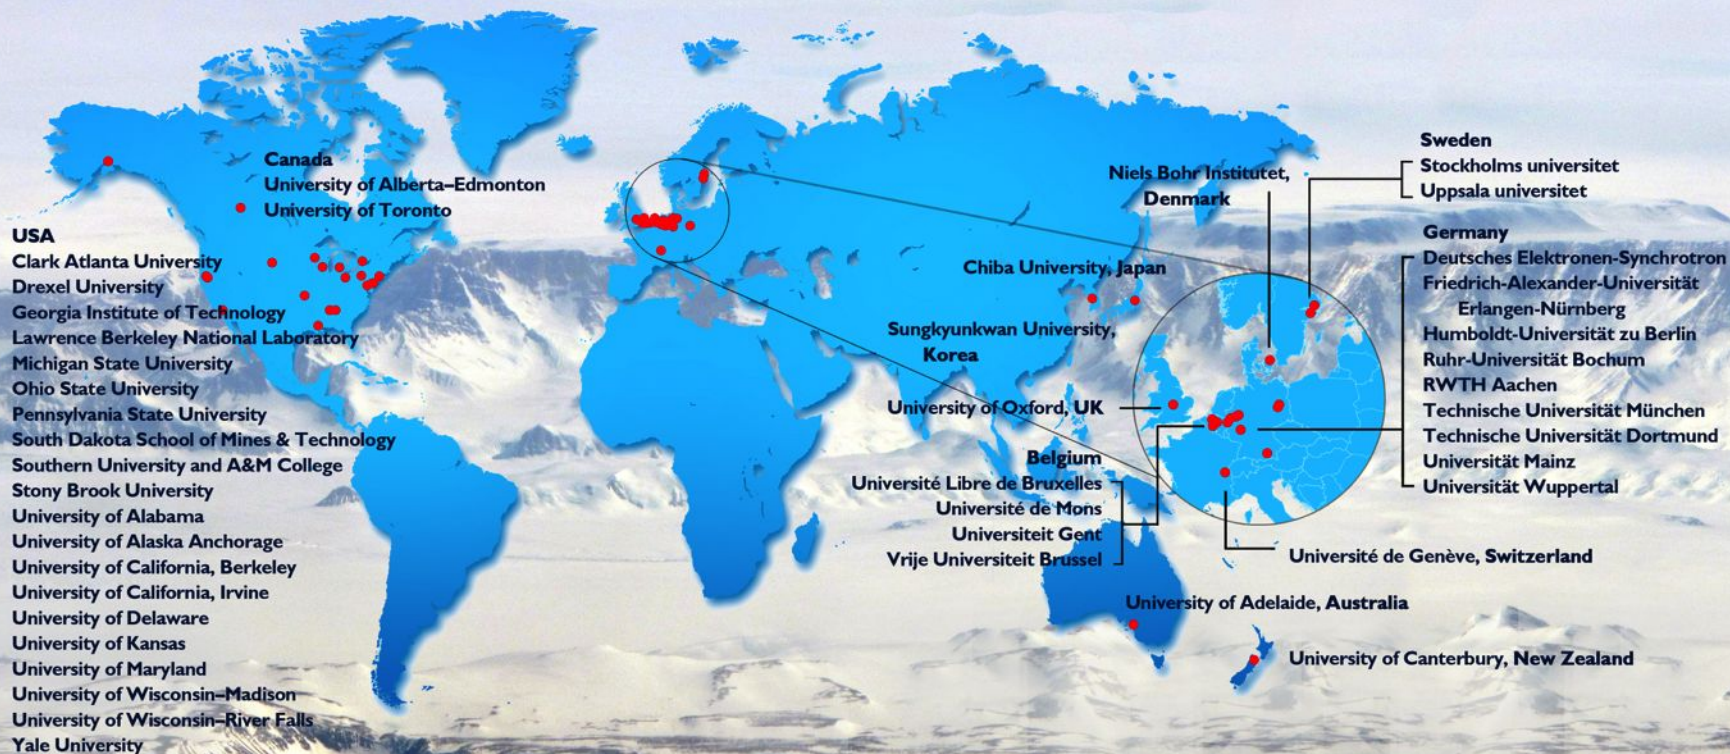 Canada
University of Alberta–Edmonton
University of Toronto
USA
Clark Atlanta University
Drexel University
Georgia Institute of Technology
Lawrence Berkeley National Laboratory
Michigan State University
Ohio State University
Pennsylvania State University
South Dakota School of Mines & Technology
Southern University and A&M College
Stony Brook University
University of Alabama
University of Alaska Anchorage
University of California, Berkeley
University of California, Irvine
University of Delaware
University of Kansas
University of Maryland
University of Wisconsin–Madison
University of Wisconsin–River Falls
Yale University
Niels Bohr Institutet,
Denmark
Chiba University, Japan
Sungkyunkwan University,
Korea
University of Oxford, UK
Belgium
Université Libre de Bruxelles
Université de Mons
Universiteit Gent
Vrije Universiteit Brussel
Sweden
Stockholms universitet
Uppsala universitet
Germany
Deutsches Elektronen-Synchrotron
Friedrich-Alexander-Universität
Erlangen-Nürnberg
Humboldt-Universität zu Berlin
Ruhr-Universität Bochum
RWTH Aachen
Technische Universität München
Technische Universität Dortmund
Universität Mainz
Universität Wuppertal
Université de Genève, Switzerland
University of Adelaide, Australia
University of Canterbury, New Zealand